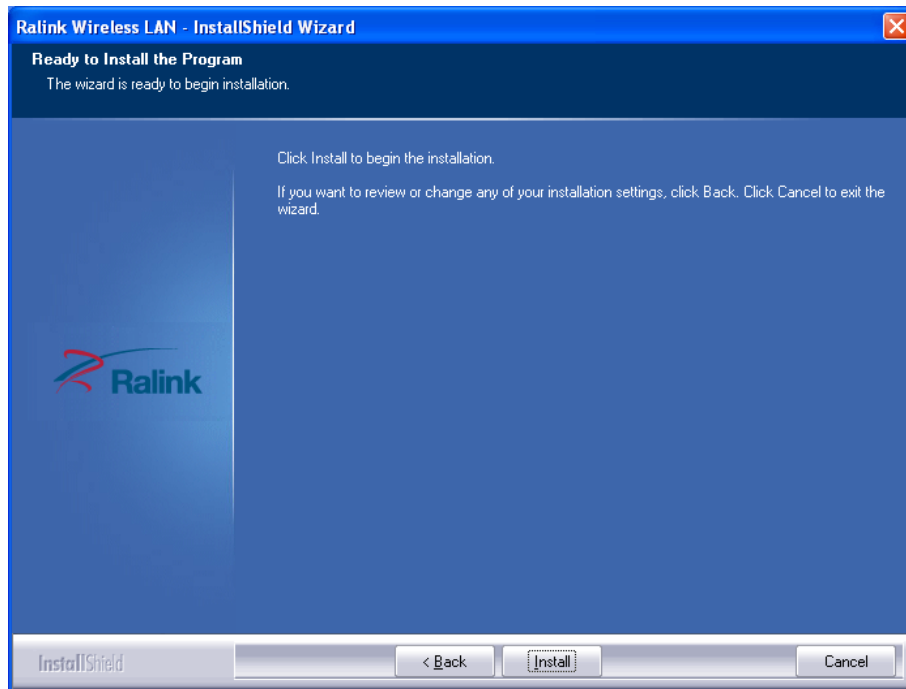 Ralink Wireless LAN - InstallShield Wizard
Ready to Install the Program
The wizard is ready to begin installation.
Click Install to begin the installation.
If you want to review or change any of your installation settings, click Back. Click Cancel to exit the
wizard.
Ralink
InstallShield
< Back
Install
Cancel